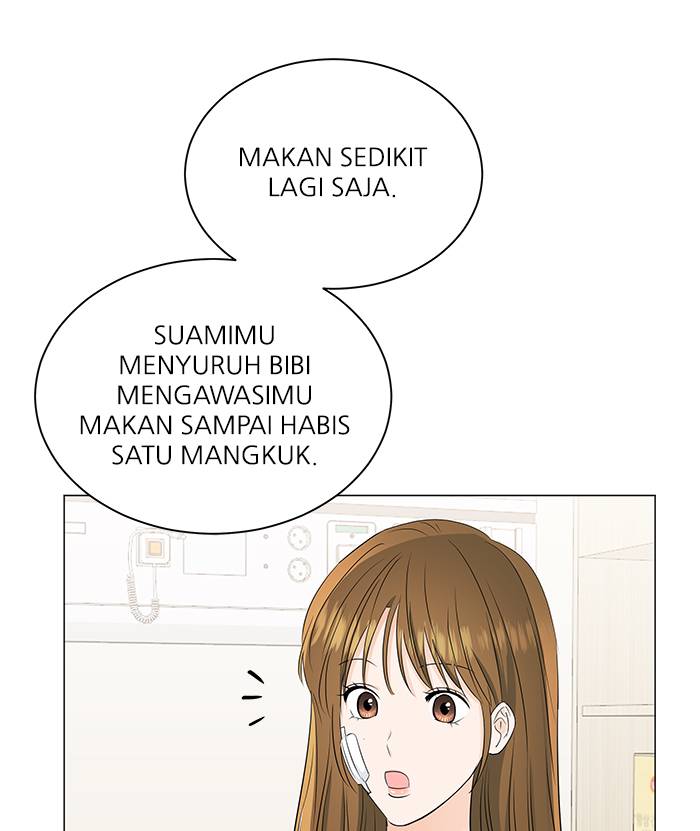 MAKAN SEDIKIT
LAGI SAJA.
SUAMIMU
MENYURUH BIBI
MENGAWASIMU
MAKAN SAMPAI HABIS
SATU MANGKUK.